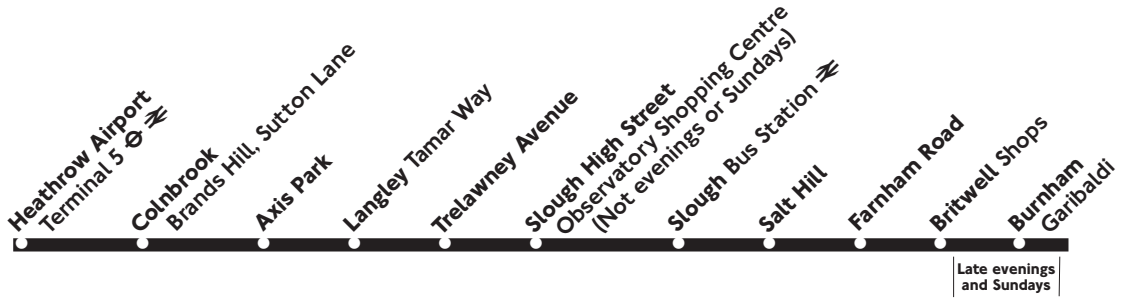 Heathrow Airport
Terminal 5
Colnbrook
Brands Hill, Sutton Lane
Axis Park
Langley Tamar Way
Trelawney Avenue
Slough High Street
Observatory Shopping Centre
(Not evenings or Sundays)
Slough Bus Station
Salt Hill
Farnham Road
Britwell Shops
Burnham
Garibaldi
Late evenings
and Sundays